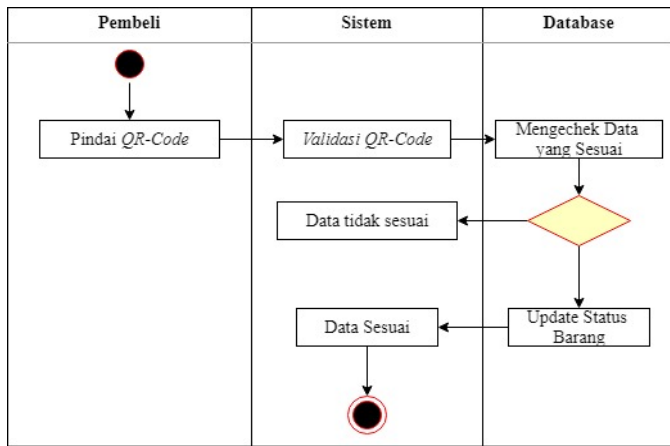 Pembeli
Sistem
Database
Pindai QR-Code
Validasi QR-Code
Mengechek Data
yang Sesuai
Data tidak sesuai
Data Sesuai
Update Status
Barang